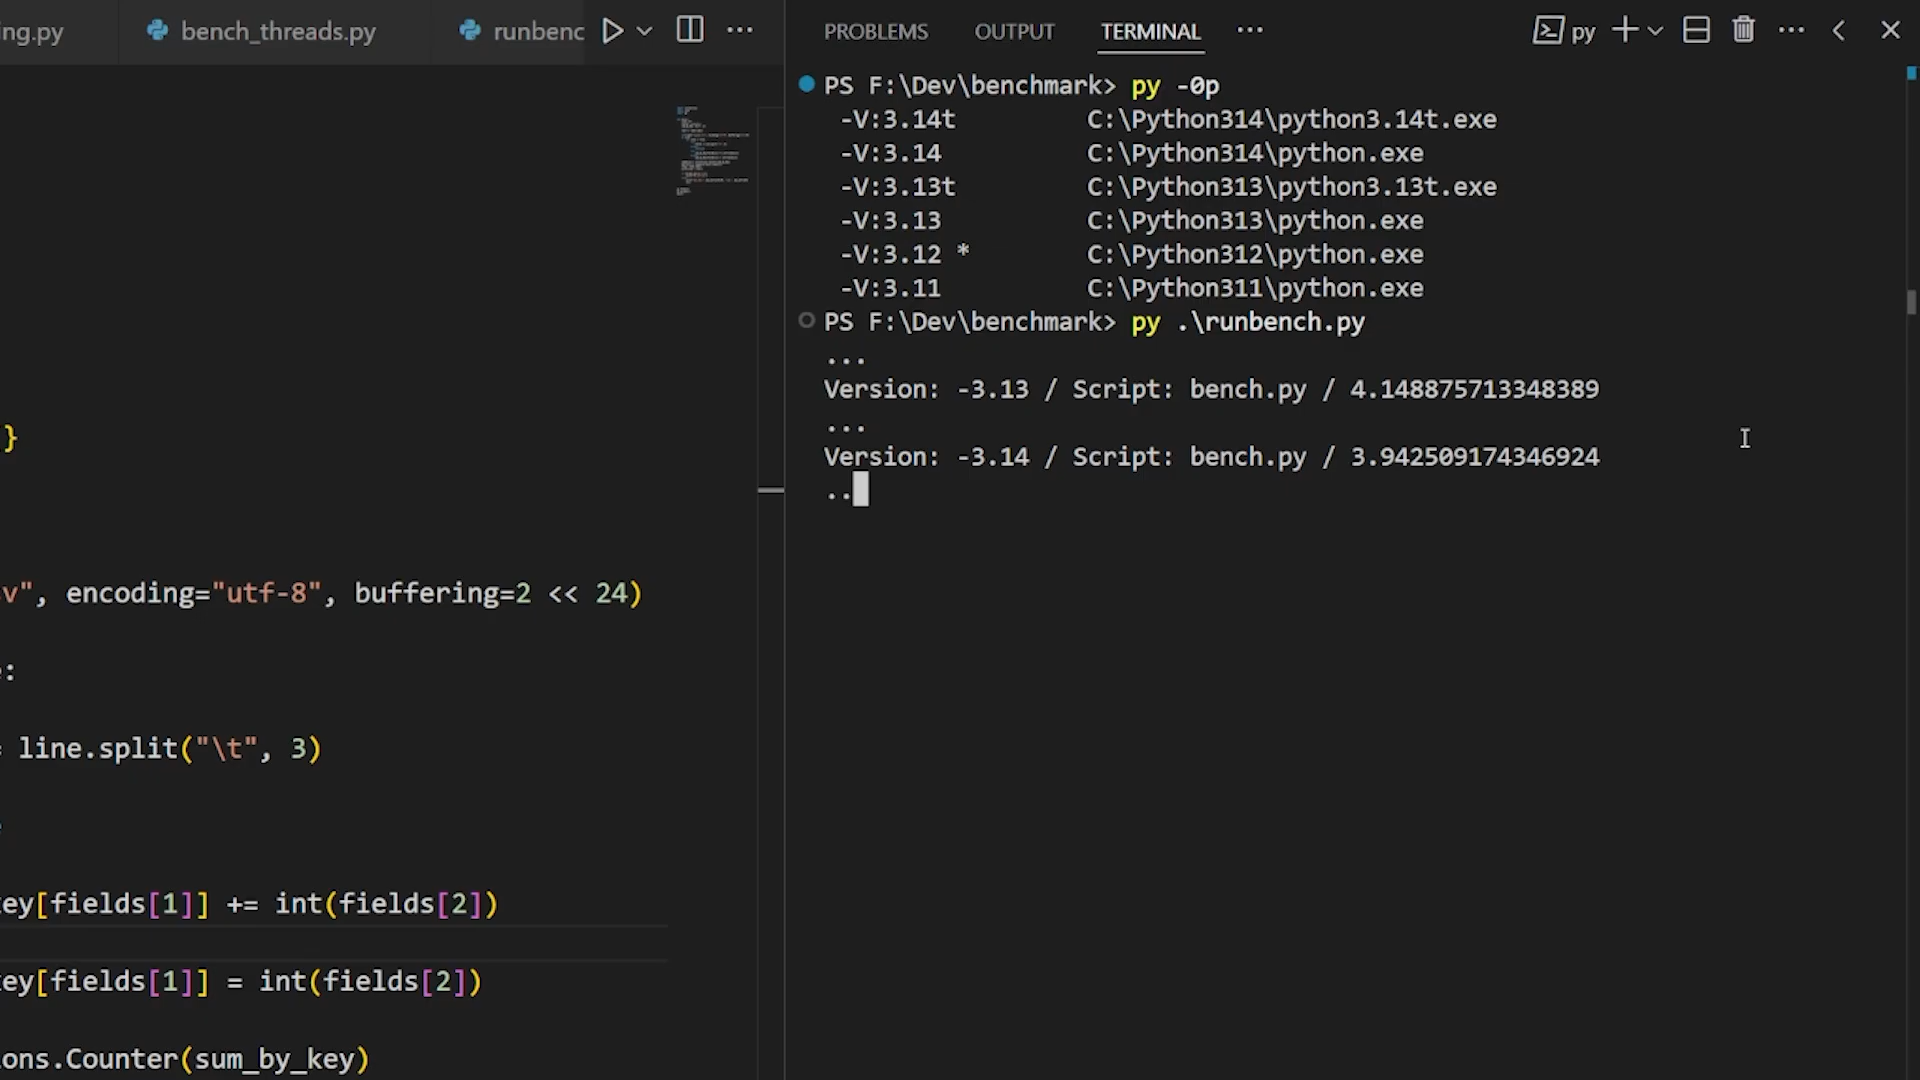 ing.py
bench_threads.py
runbenc
}
v", encoding="utf-8", buffering=2 << 24)
:
line.split("\t", 3)
ey[fields[1]] += int(fields[2])
ey[fields[1]] = int(fields[2])
ons.Counter(sum_by_key)
PROBLEMS OUTPUT TERMINAL ...
py
PS F:\Dev\benchmark> py -0p
-V:3.14t C:\Python314\python3.14t.exe
-V:3.14 C:\Python314\python.exe
-V:3.13t C:\Python313\python3.13t.exe
-V:3.13 C:\Python313\python.exe
-V:3.12 * C:\Python312\python.exe
-V:3.11 C:\Python311\python.exe
PS F:\Dev\benchmark> py .\runbench.py
...
Version: -3.13 / Script: bench.py / 4.148875713348389
...
Version: -3.14 / Script: bench.py / 3.942509174346924
..